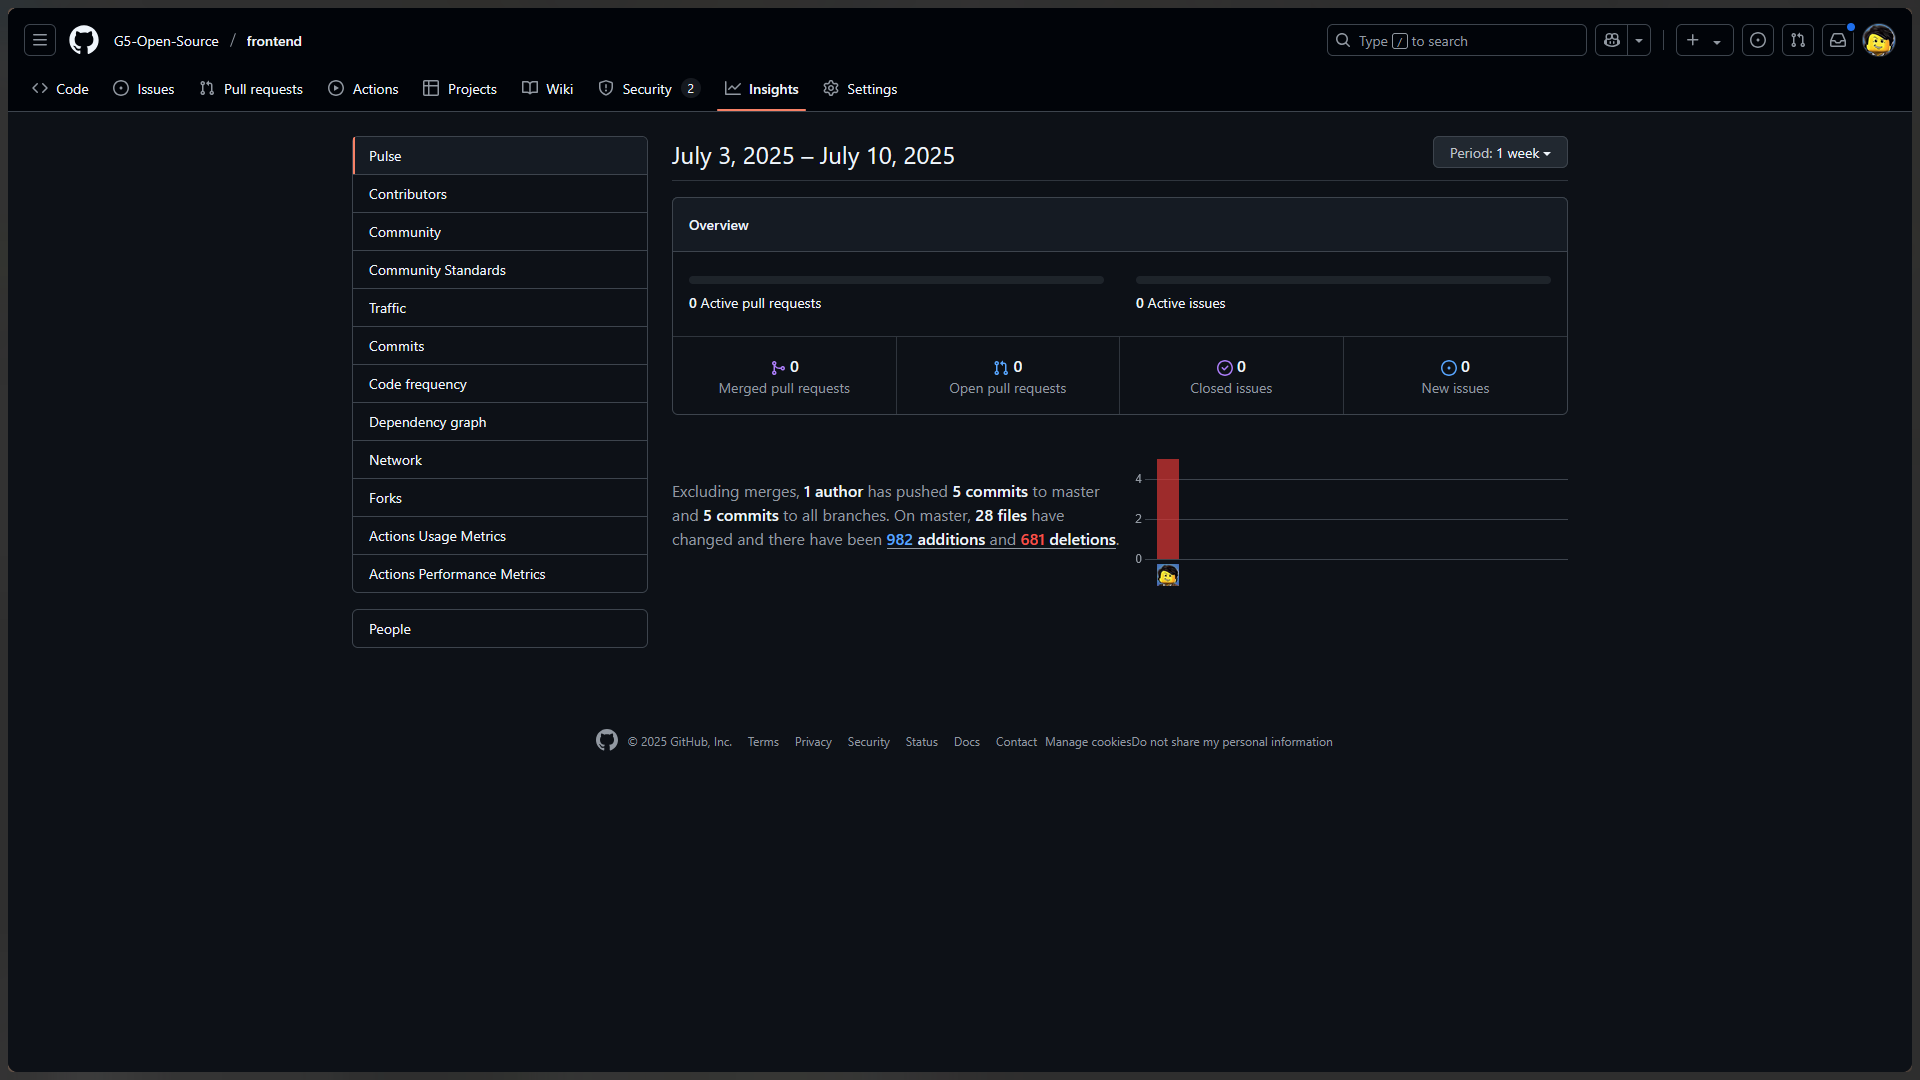 G5-Open-Source / frontend
Type / to search
Code
Issues
Pull requests
Actions
Projects
Wiki
Security 2
Insights
Settings
Pulse
Contributors
Community
Community Standards
Traffic
Commits
Code frequency
Dependency graph
Network
Forks
Actions Usage Metrics
Actions Performance Metrics
People
July 3, 2025 – July 10, 2025
Period: 1 week
Overview
0 Active pull requests
0 Active issues
0
Merged pull requests
0
Open pull requests
0
Closed issues
0
New issues
Excluding merges, 1 author has pushed 5 commits to master
and 5 commits to all branches. On master, 28 files have
changed and there have been 982 additions and 681 deletions.
4
2
0
© 2025 GitHub, Inc.
Terms
Privacy
Security
Status
Docs
Contact
Manage cookies
Do not share my personal information